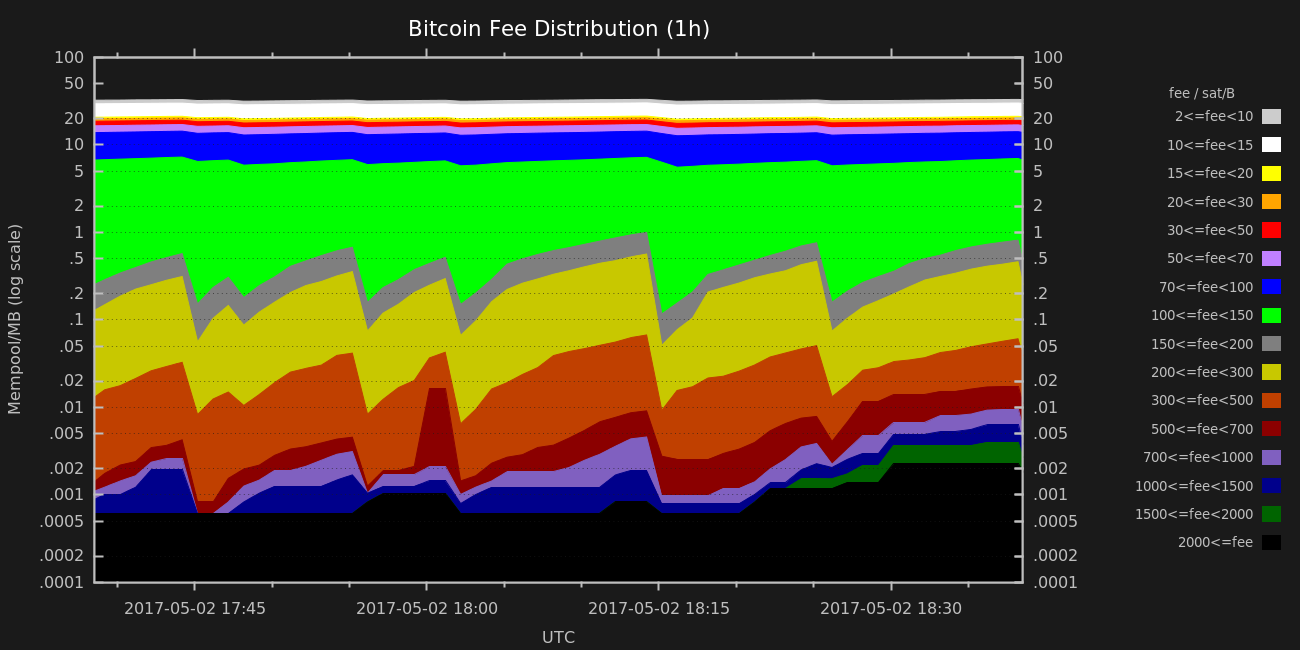 Bitcoin Fee Distribution (1h)
Mempool/MB (log scale)
100
50
20
10
5
2
1
.5
.2
.1
.05
.02
.01
.005
.002
.001
.0005
.0002
.0001
100
50
20
10
5
2
1
.5
.2
.1
.05
.02
.01
.005
.002
.001
.0005
.0002
.0001
2017-05-02 17:45
2017-05-02 18:00
2017-05-02 18:15
2017-05-02 18:30
UTC
fee / sat/B
2<=fee<10
10<=fee<15
15<=fee<20
20<=fee<30
30<=fee<50
50<=fee<70
70<=fee<100
100<=fee<150
150<=fee<200
200<=fee<300
300<=fee<500
500<=fee<700
700<=fee<1000
1000<=fee<1500
1500<=fee<2000
2000<=fee